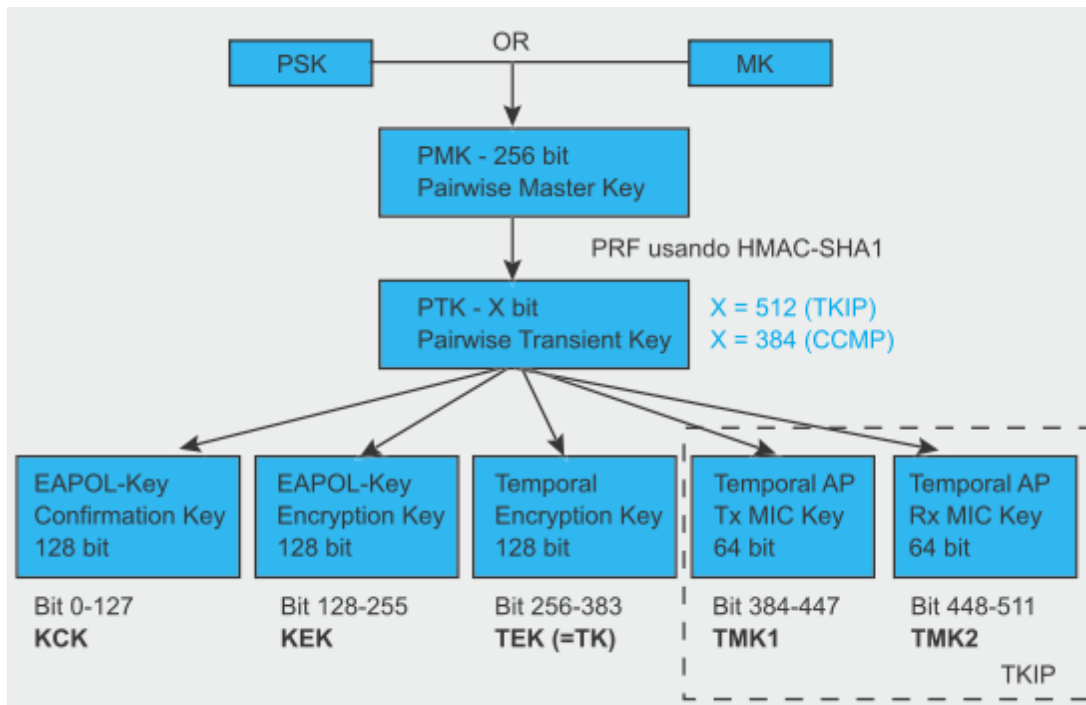 OR
PSK
MK
PMK - 256 bit
Pairwise Master Key
PRF usando HMAC-SHA1
PTK - X bit
Pairwise Transient Key
X = 512 (TKIP)
X = 384 (CCMP)
EAPOL-Key
Confirmation Key
128 bit
EAPOL-Key
Encryption Key
128 bit
Temporal
Encryption Key
128 bit
Temporal AP
Tx MIC Key
64 bit
Temporal AP
Rx MIC Key
64 bit
Bit 0-127
KCK
Bit 128-255
KEK
Bit 256-383
TEK (=TK)
Bit 384-447
TMK1
Bit 448-511
TMK2
TKIP